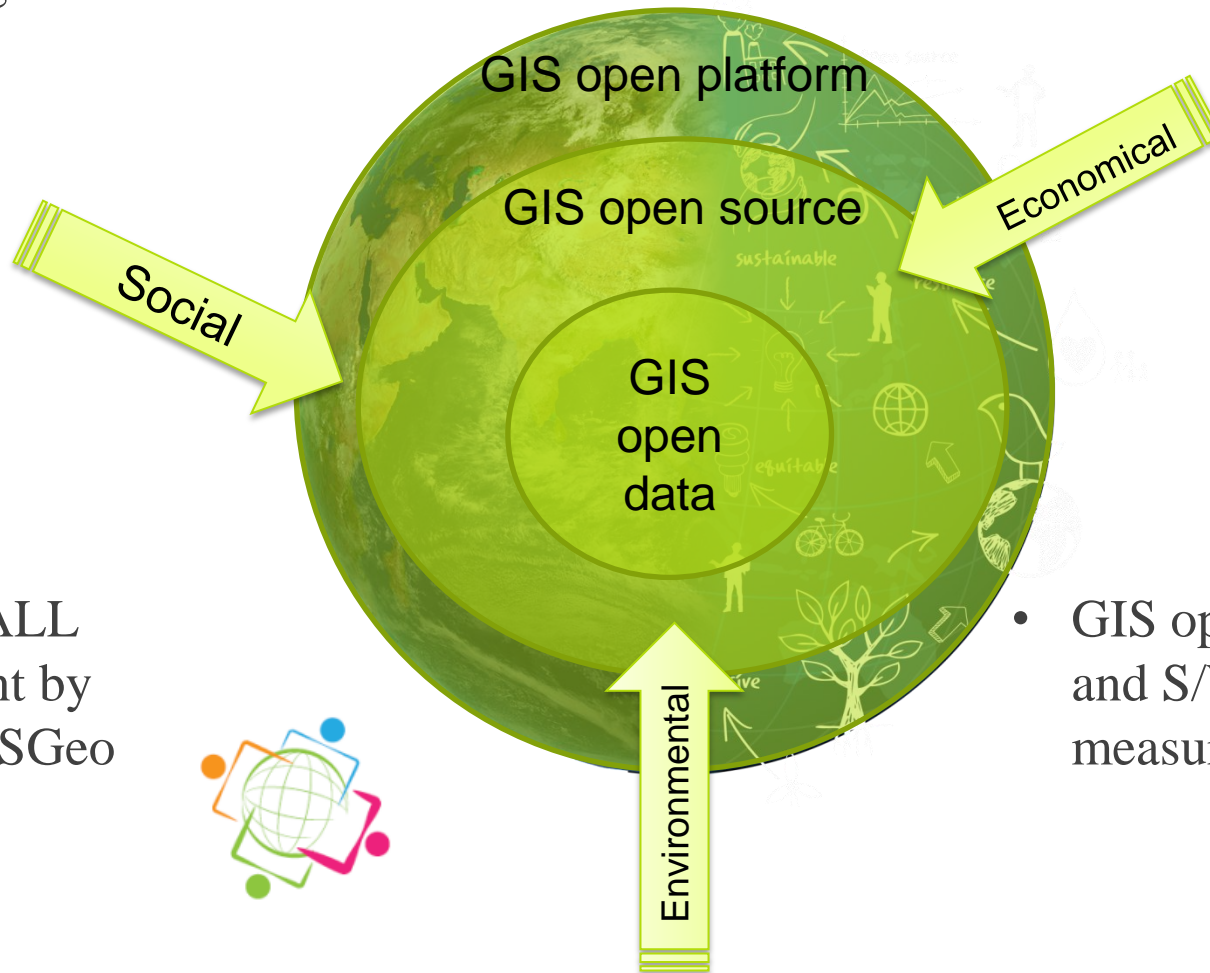 GIS open platform
Economical
GIS open source
sustainable
Social
GIS
open
data
equitable
ALL
nt by
SGeo
Environmental
• GIS op
and S/
measu